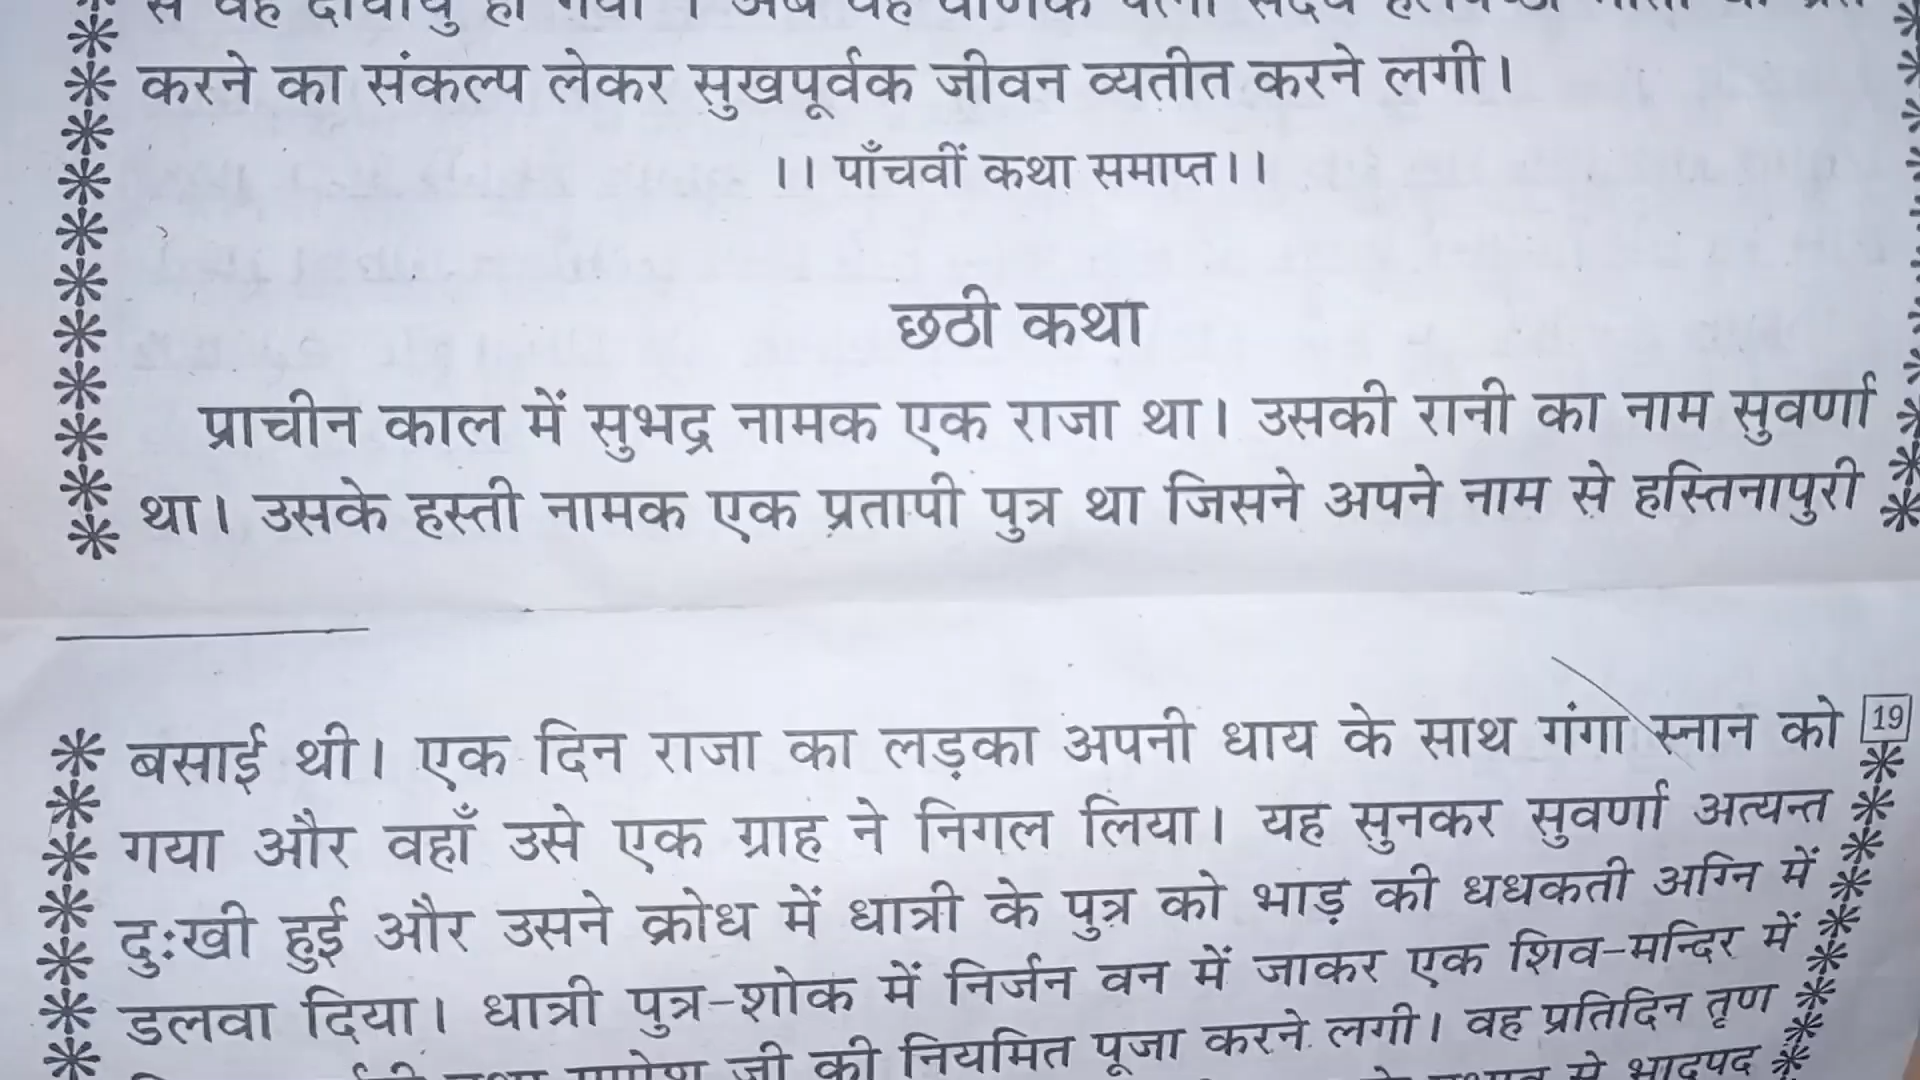 करने का संकल्प लेकर सुखपूर्वक जीवन व्यतीत करने लगी।
।। पाँचवीं कथा समाप्त।।
छठी कथा
प्राचीन काल में सुभद्र नामक एक राजा था। उसकी रानी का नाम सुवर्णा
था। उसके हस्ती नामक एक प्रतापी पुत्र था जिसने अपने नाम से हस्तिनापुरी
19
बसाई थी। एक दिन राजा का लड़का अपनी धाय के साथ गंगा स्नान को
गया और वहाँ उसे एक ग्राह ने निगल लिया। यह सुनकर सुवर्णा अत्यन्त
दुःखी हुई और उसने क्रोध में धात्री के पुत्र को भाड़ की धधकती अग्नि में
डलवा दिया। धात्री पुत्र-शोक में निर्जन वन में जाकर एक शिव-मन्दिर में
जी की नियमित पूजा करने लगी। वह प्रतिदिन तृण
से भाद्रपद